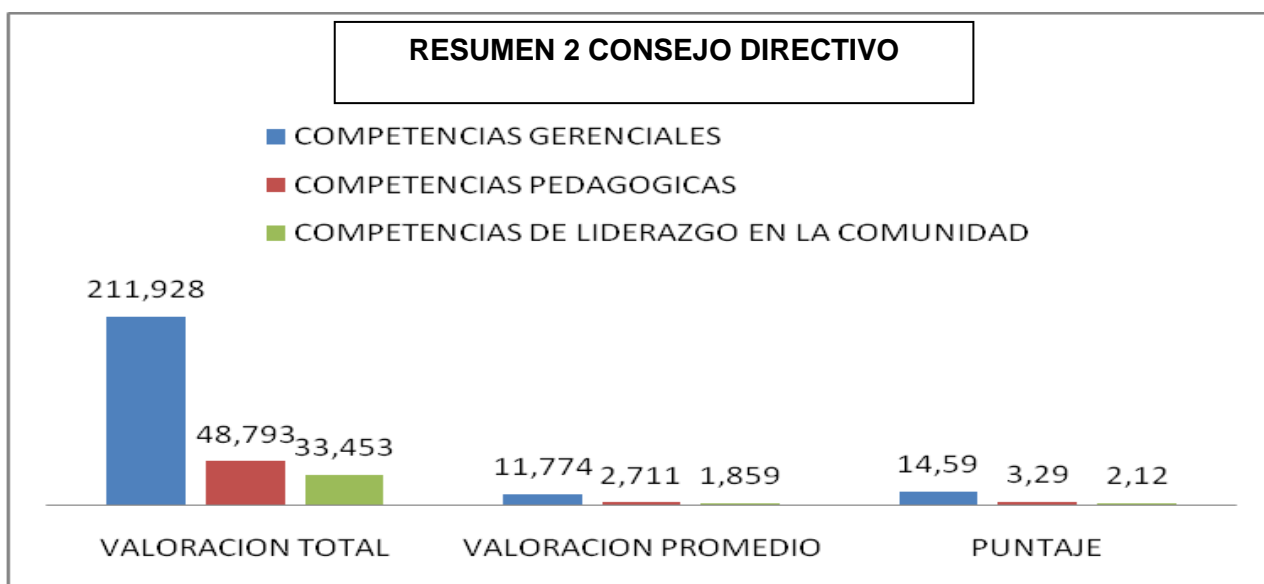 RESUMEN 2 CONSEJO DIRECTIVO
COMPETENCIAS GERENCIALES
COMPETENCIAS PEDAGOGICAS
COMPETENCIAS DE LIDERAZGO EN LA COMUNIDAD
211,928
48,793
33,453
11,774
2,711
1,859
14,59
3,29
2,12
VALORACION TOTAL
VALORACION PROMEDIO
PUNTAJE